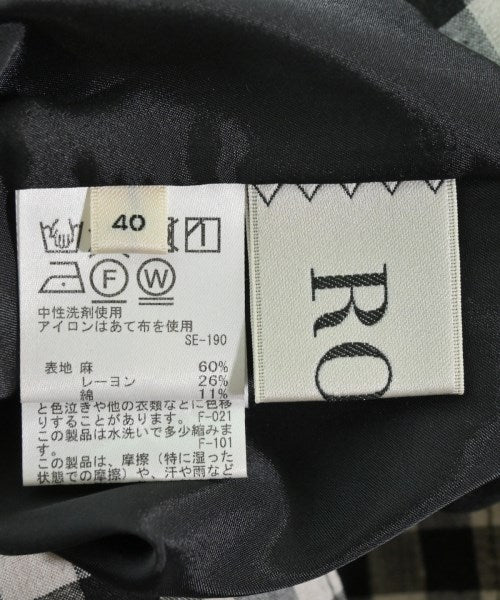 40
F W
中性洗剤使用
アイロンはあて布を使用
SE-190
表地 麻 60%
レーヨン 26%
綿 11%
と色泣きや他の衣類などに色移
りすることがあります。 F-021
この製品は水洗いで多少縮みま
す。 F-101
この製品は、摩擦(特に湿った
状態での摩擦)や、汗や雨など
RO